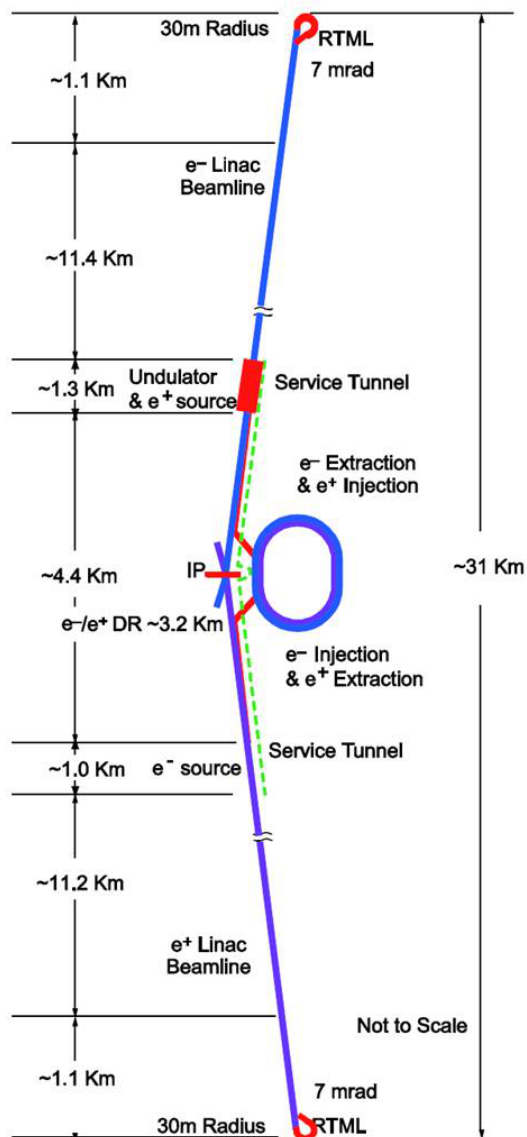 30m Radius
RTML
7 mrad
~1.1 Km
e– Linac
Beamline
~11.4 Km
Undulator
& e+ source
~1.3 Km
Service Tunnel
e– Extraction
& e+ Injection
~4.4 Km
IP
~31 Km
e–/e+ DR ~3.2 Km
e– Injection
& e+ Extraction
Service Tunnel
~1.0 Km
e- source
~11.2 Km
e+ Linac
Beamline
Not to Scale
~1.1 Km
7 mrad
30m Radius
RTML